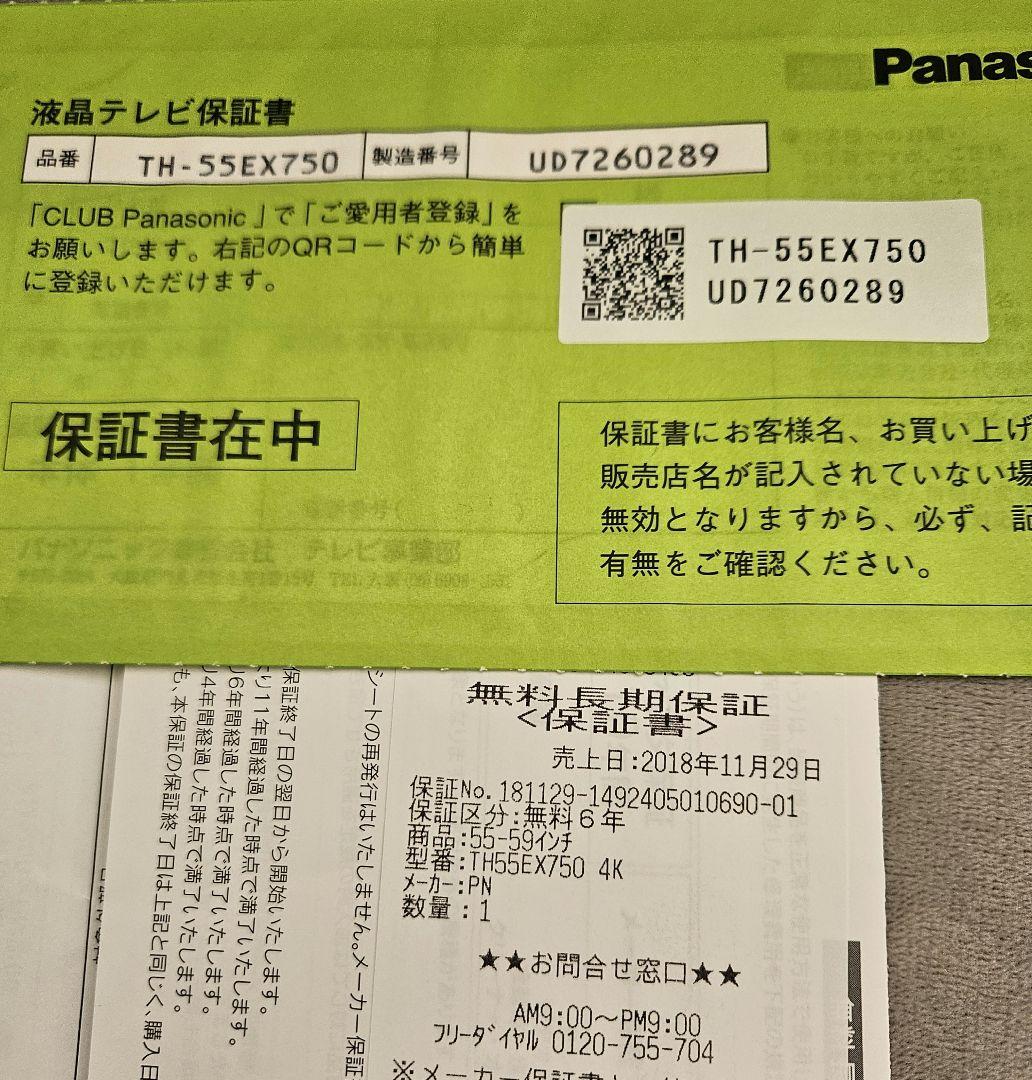 Panas
液晶テレビ保証書
品番 TH-55EX750 製造番号 UD7260289
「CLUB Panasonic」で「ご愛用者登録」を
お願いします。右記のQRコードから簡単
に登録いただけます。
TH-55EX750
UD7260289
保証書在中
保証書にお客様名、お買い上げ
販売店名が記入されていない場
無効となりますから、必ず、記
有無をご確認ください。
パナソニック株式会社 テレビ事業部
無料長期保証
<保証書>
売上日:2018年11月29日
保証No.181129-1492405010690-01
保証区分:無料6年
商品:55-59インチ
型番:TH55EX750 4K
メーカー:PN
数量:1
★★お問合せ窓口★★
AM9:00～PM9:00
フリーダイヤル 0120-755-704
※メーカー保証書と
シートの再発行はいたしません。メーカー保証
保証終了日の翌日から開始いたします。
り11年間経過した時点で満了いたします。
6年間経過した時点で満了いたします。
4年間経過した時点で満了いたします。
も、本保証の保証終了日は上記と同じく、購入日